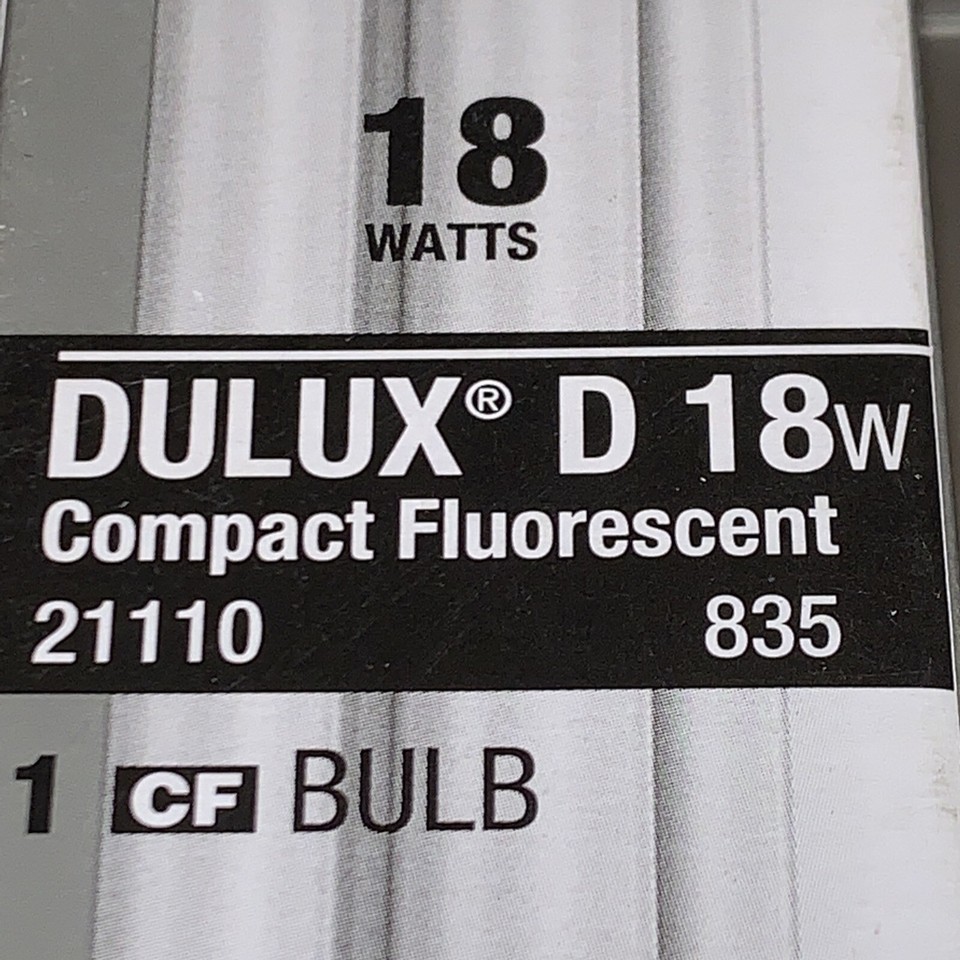 18
WATTS
DULUX® D 18W
Compact Fluorescent
21110 835
1 CF BULB